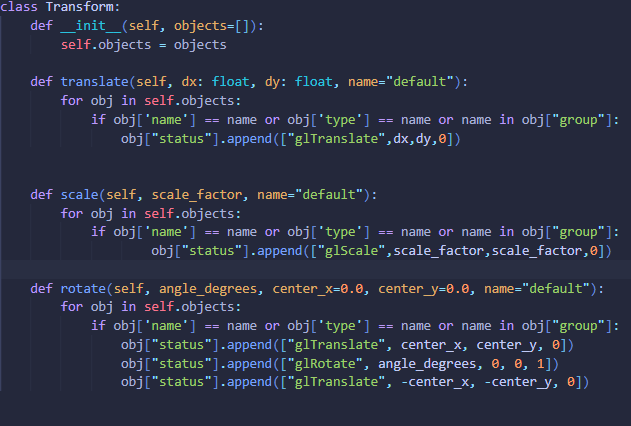 class Transform:
    def __init__(self, objects=[]):
        self.objects = objects
    def translate(self, dx: float, dy: float, name="default"):
        for obj in self.objects:
            if obj['name'] == name or obj['type'] == name or name in obj["group"]:
                obj["status"].append(["glTranslate",dx,dy,0])
    def scale(self, scale_factor, name="default"):
        for obj in self.objects:
            if obj['name'] == name or obj['type'] == name or name in obj["group"]:
                    obj["status"].append(["glScale",scale_factor,scale_factor,0])
    def rotate(self, angle_degrees, center_x=0.0, center_y=0.0, name="default"):
        for obj in self.objects:
            if obj['name'] == name or obj['type'] == name or name in obj["group"]:
                obj["status"].append(["glTranslate", center_x, center_y, 0])
                obj["status"].append(["glRotate", angle_degrees, 0, 0, 1])
                obj["status"].append(["glTranslate", -center_x, -center_y, 0])